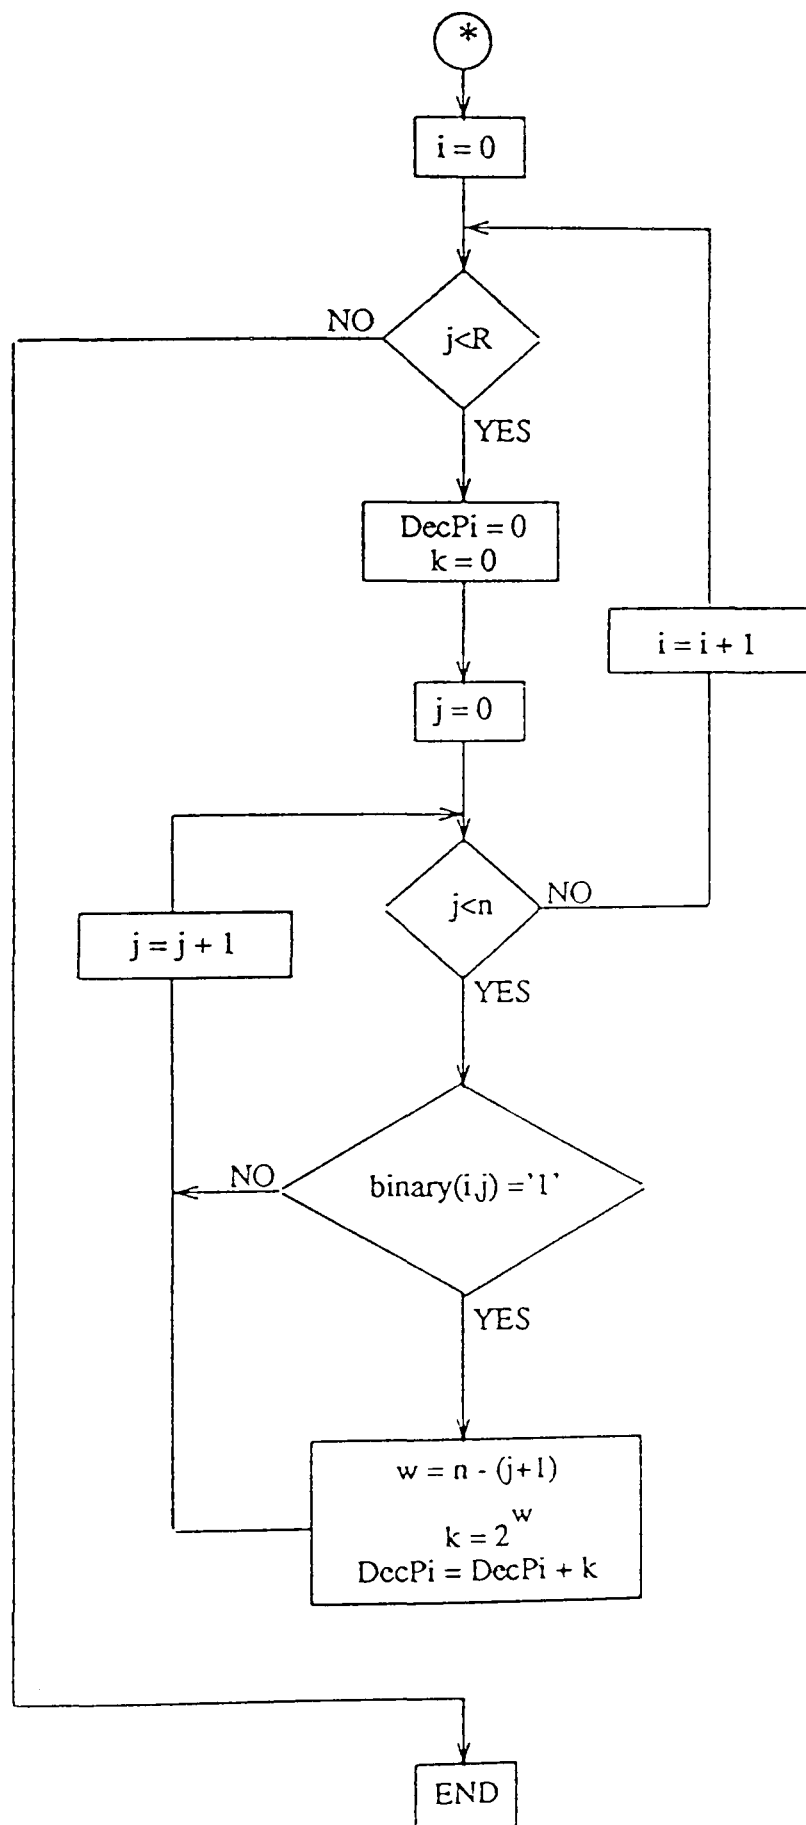 *
i = 0
NO
j<R
YES
DecPi = 0
k = 0
i = i + 1
j = 0
j<n
NO
j = j + 1
YES
NO
binary(i,j) ='1'
YES
w = n - (j+1)
k = 2^w
DecPi = DecPi + k
END